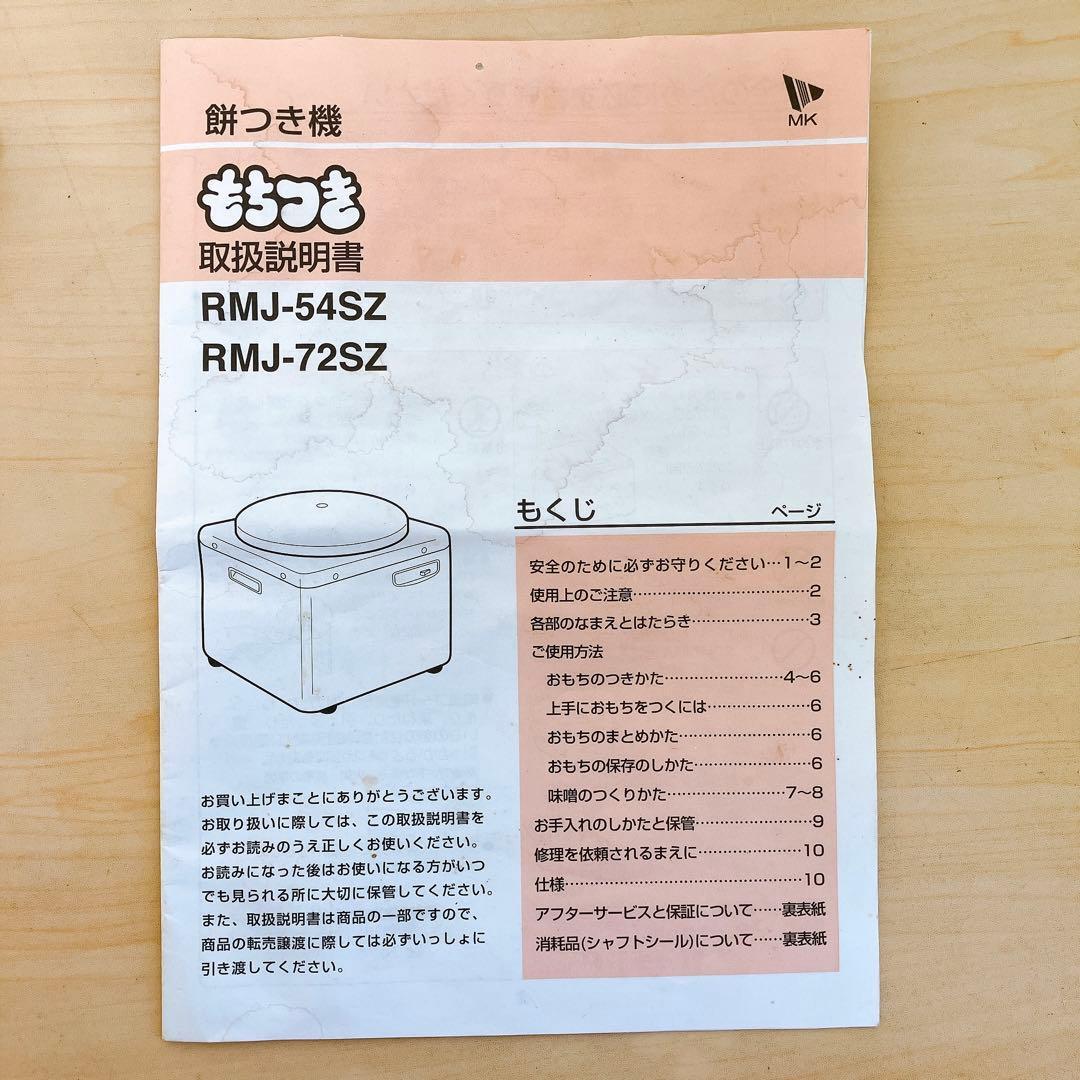 餅つき機
MK
もちつき
取扱説明書
RMJ-54SZ
RMJ-72SZ
もくじ ページ
安全のために必ずお守りください…1〜2
使用上のご注意……………………………2
各部のなまえとはたらき…………………3
ご使用方法
おもちのつきかた…………………4〜6
上手におもちをつくには………………6
おもちのまとめかた……………………6
おもちの保存のしかた…………………6
味噌のつくりかた…………………7〜8
お手入れのしかたと保管…………………9
修理を依頼されるまえに…………………10
仕様………………………………………10
アフターサービスと保証について……裏表紙
消耗品(シャフトシール)について……裏表紙
お買い上げまことにありがとうございます。
お取り扱いに際しては、この取扱説明書を
必ずお読みのうえ正しくお使いください。
お読みになった後はお使いになる方がいつ
でも見られる所に大切に保管してください。
また、取扱説明書は商品の一部ですので、
商品の転売譲渡に際しては必ずいっしょに
引き渡してください。